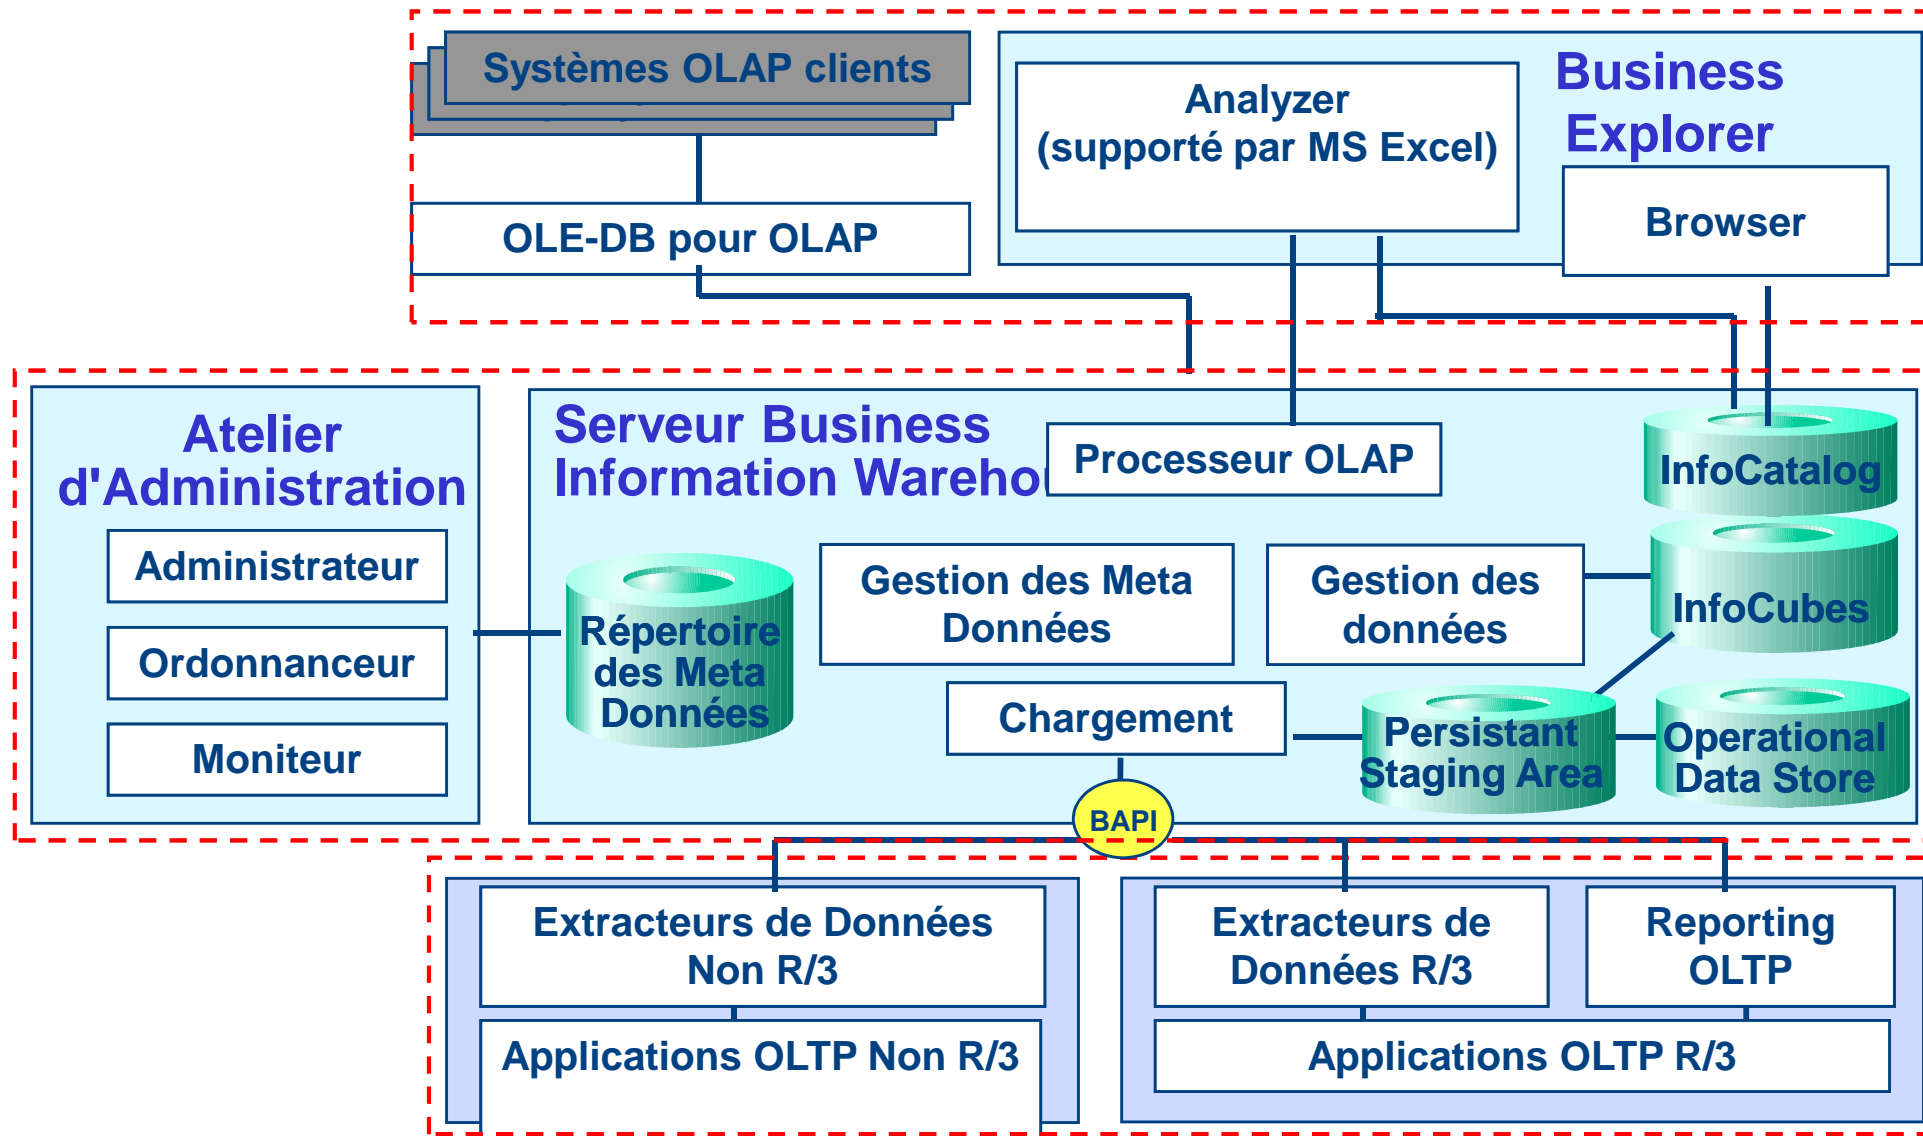 Systèmes OLAP clients
Business
Explorer
Analyzer
(supporté par MS Excel)
OLE-DB pour OLAP
Browser
Atelier
d'Administration
Administrateur
Ordonnanceur
Moniteur
Serveur Business
Information Wareho
Processeur OLAP
InfoCatalog
Répertoire
des Meta
Données
Gestion des Meta
Données
Gestion des
données
InfoCubes
Chargement
Persistant
Staging Area
Operational
Data Store
BAPI
Extracteurs de Données
Non R/3
Extracteurs de
Données R/3
Reporting
OLTP
Applications OLTP Non R/3
Applications OLTP R/3